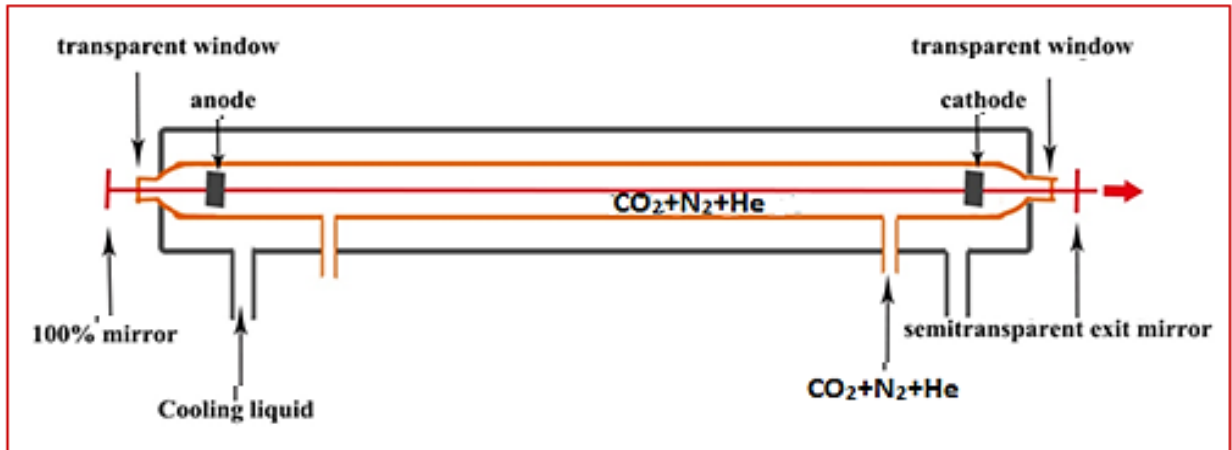 transparent window
transparent window
anode
cathode
CO₂+N₂+He
100% mirror
semitransparent exit mirror
CO₂+N₂+He
Cooling liquid